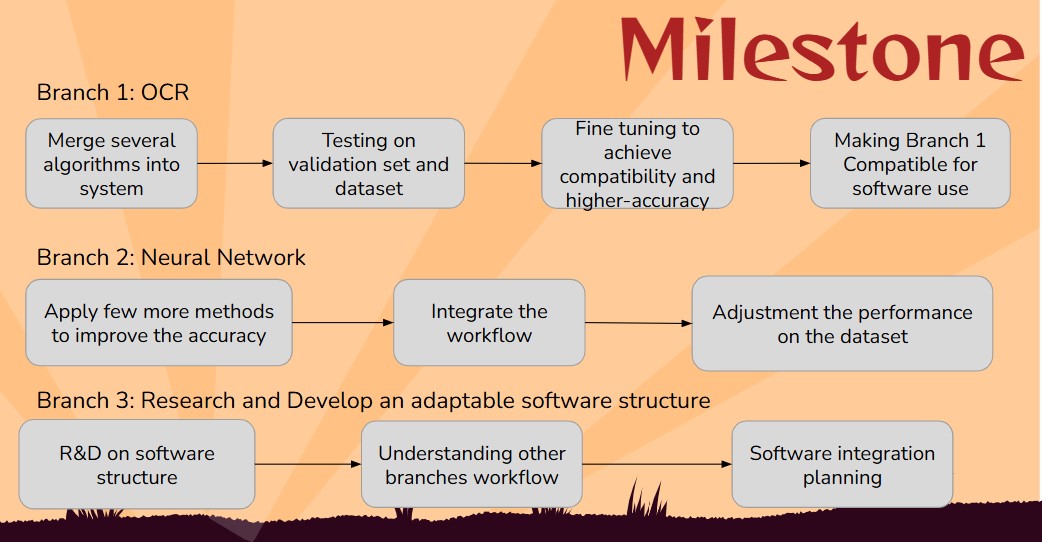 Milestone
Branch 1: OCR
Merge several
algorithms into
system
Testing on
validation set and
dataset
Fine tuning to
achieve
compatibility and
higher-accuracy
Making Branch 1
Compatible for
software use
Branch 2: Neural Network
Apply few more methods
to improve the accuracy
Integrate the
workflow
Adjustment the performance
on the dataset
Branch 3: Research and Develop an adaptable software structure
R&D on software
structure
Understanding other
branches workflow
Software integration
planning